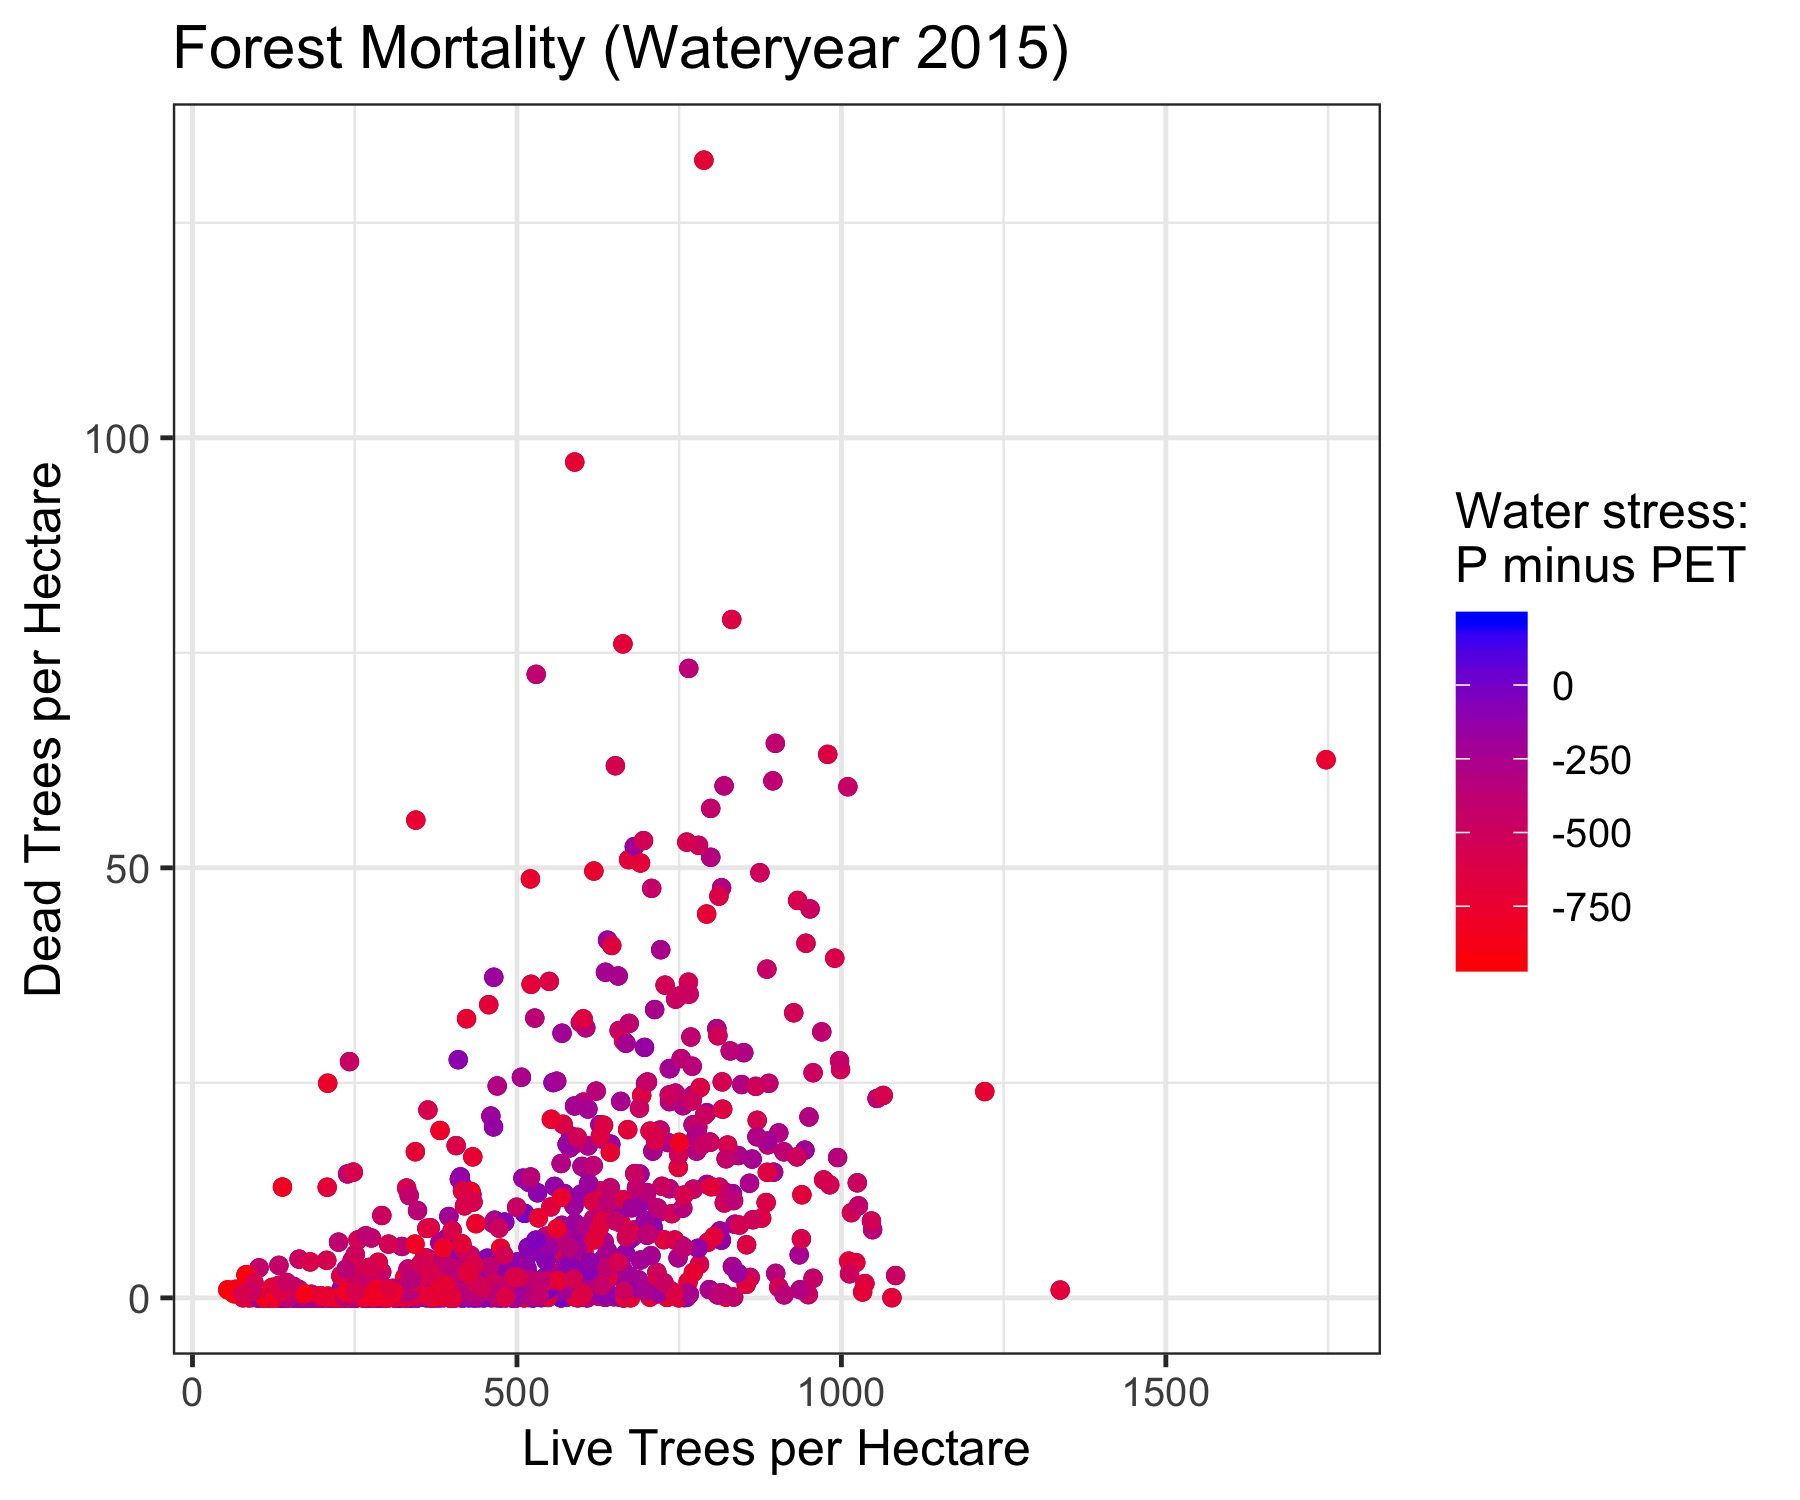 Forest Mortality (Wateryear 2015)
Dead Trees per Hectare
100
50
0
0
500
1000
1500
Live Trees per Hectare
Water stress:
P minus PET
0
-250
-500
-750